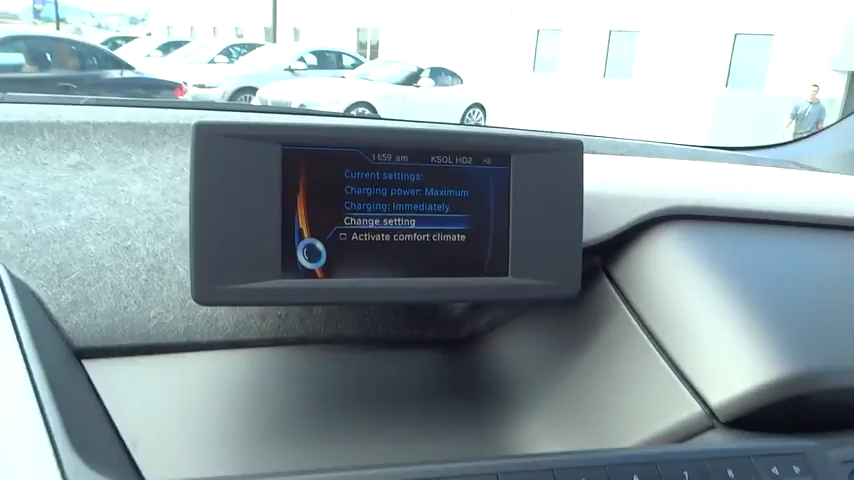 11:59 am KSOL HD2
Current settings:
Charging power: Maximum
Charging: Immediately
Change setting
Activate comfort climate